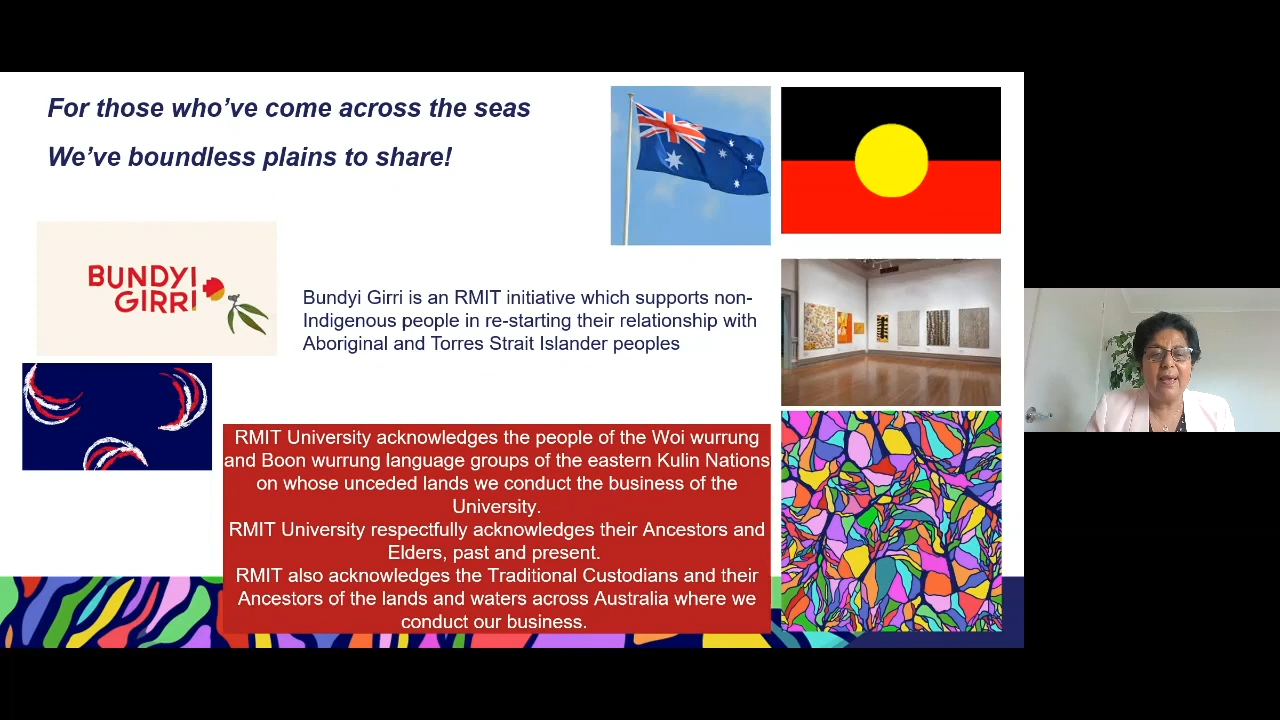 For those who've come across the seas
We've boundless plains to share!
BUNDYI
GIRRI
Bundyi Girri is an RMIT initiative which supports non-
Indigenous people in re-starting their relationship with
Aboriginal and Torres Strait Islander peoples
RMIT University acknowledges the people of the Woi wurrung
and Boon wurrung language groups of the eastern Kulin Nations
on whose unceded lands we conduct the business of the
University.
RMIT University respectfully acknowledges their Ancestors and
Elders, past and present.
RMIT also acknowledges the Traditional Custodians and their
Ancestors of the lands and waters across Australia where we
conduct our business.